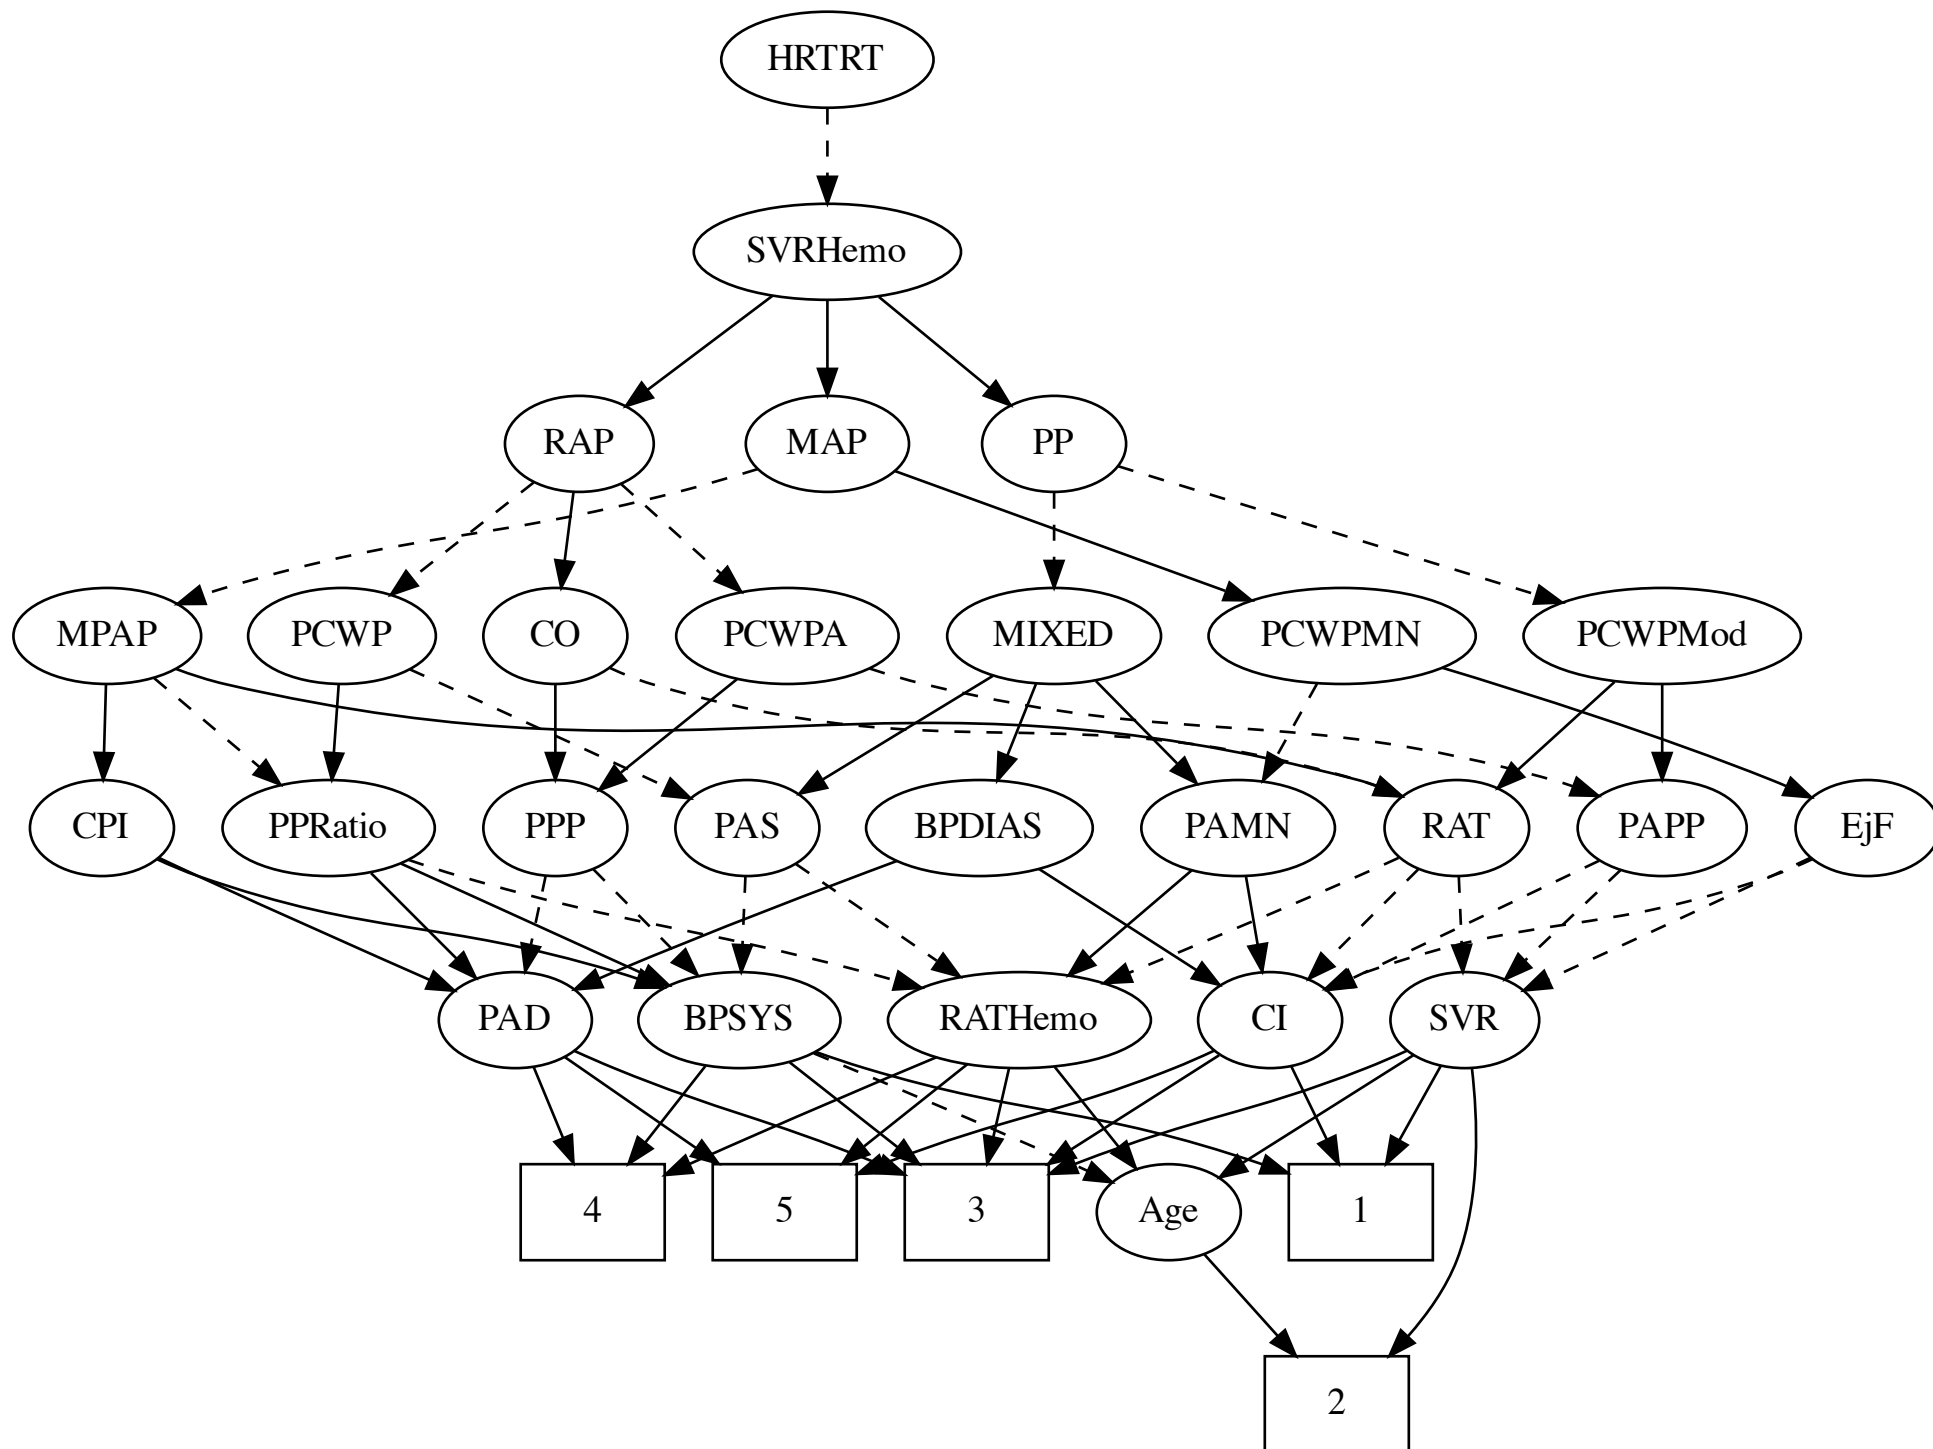 HRTRT
SVRHemo
RAP
MAP
PP
MPAP
PCWP
CO
PCWPA
MIXED
PCWPMN
PCWPMod
CPI
PPRatio
PPP
PAS
BPDIAS
PAMN
RAT
PAPP
EjF
PAD
BPSYS
RATHemo
CI
SVR
4
5
3
Age
1
2